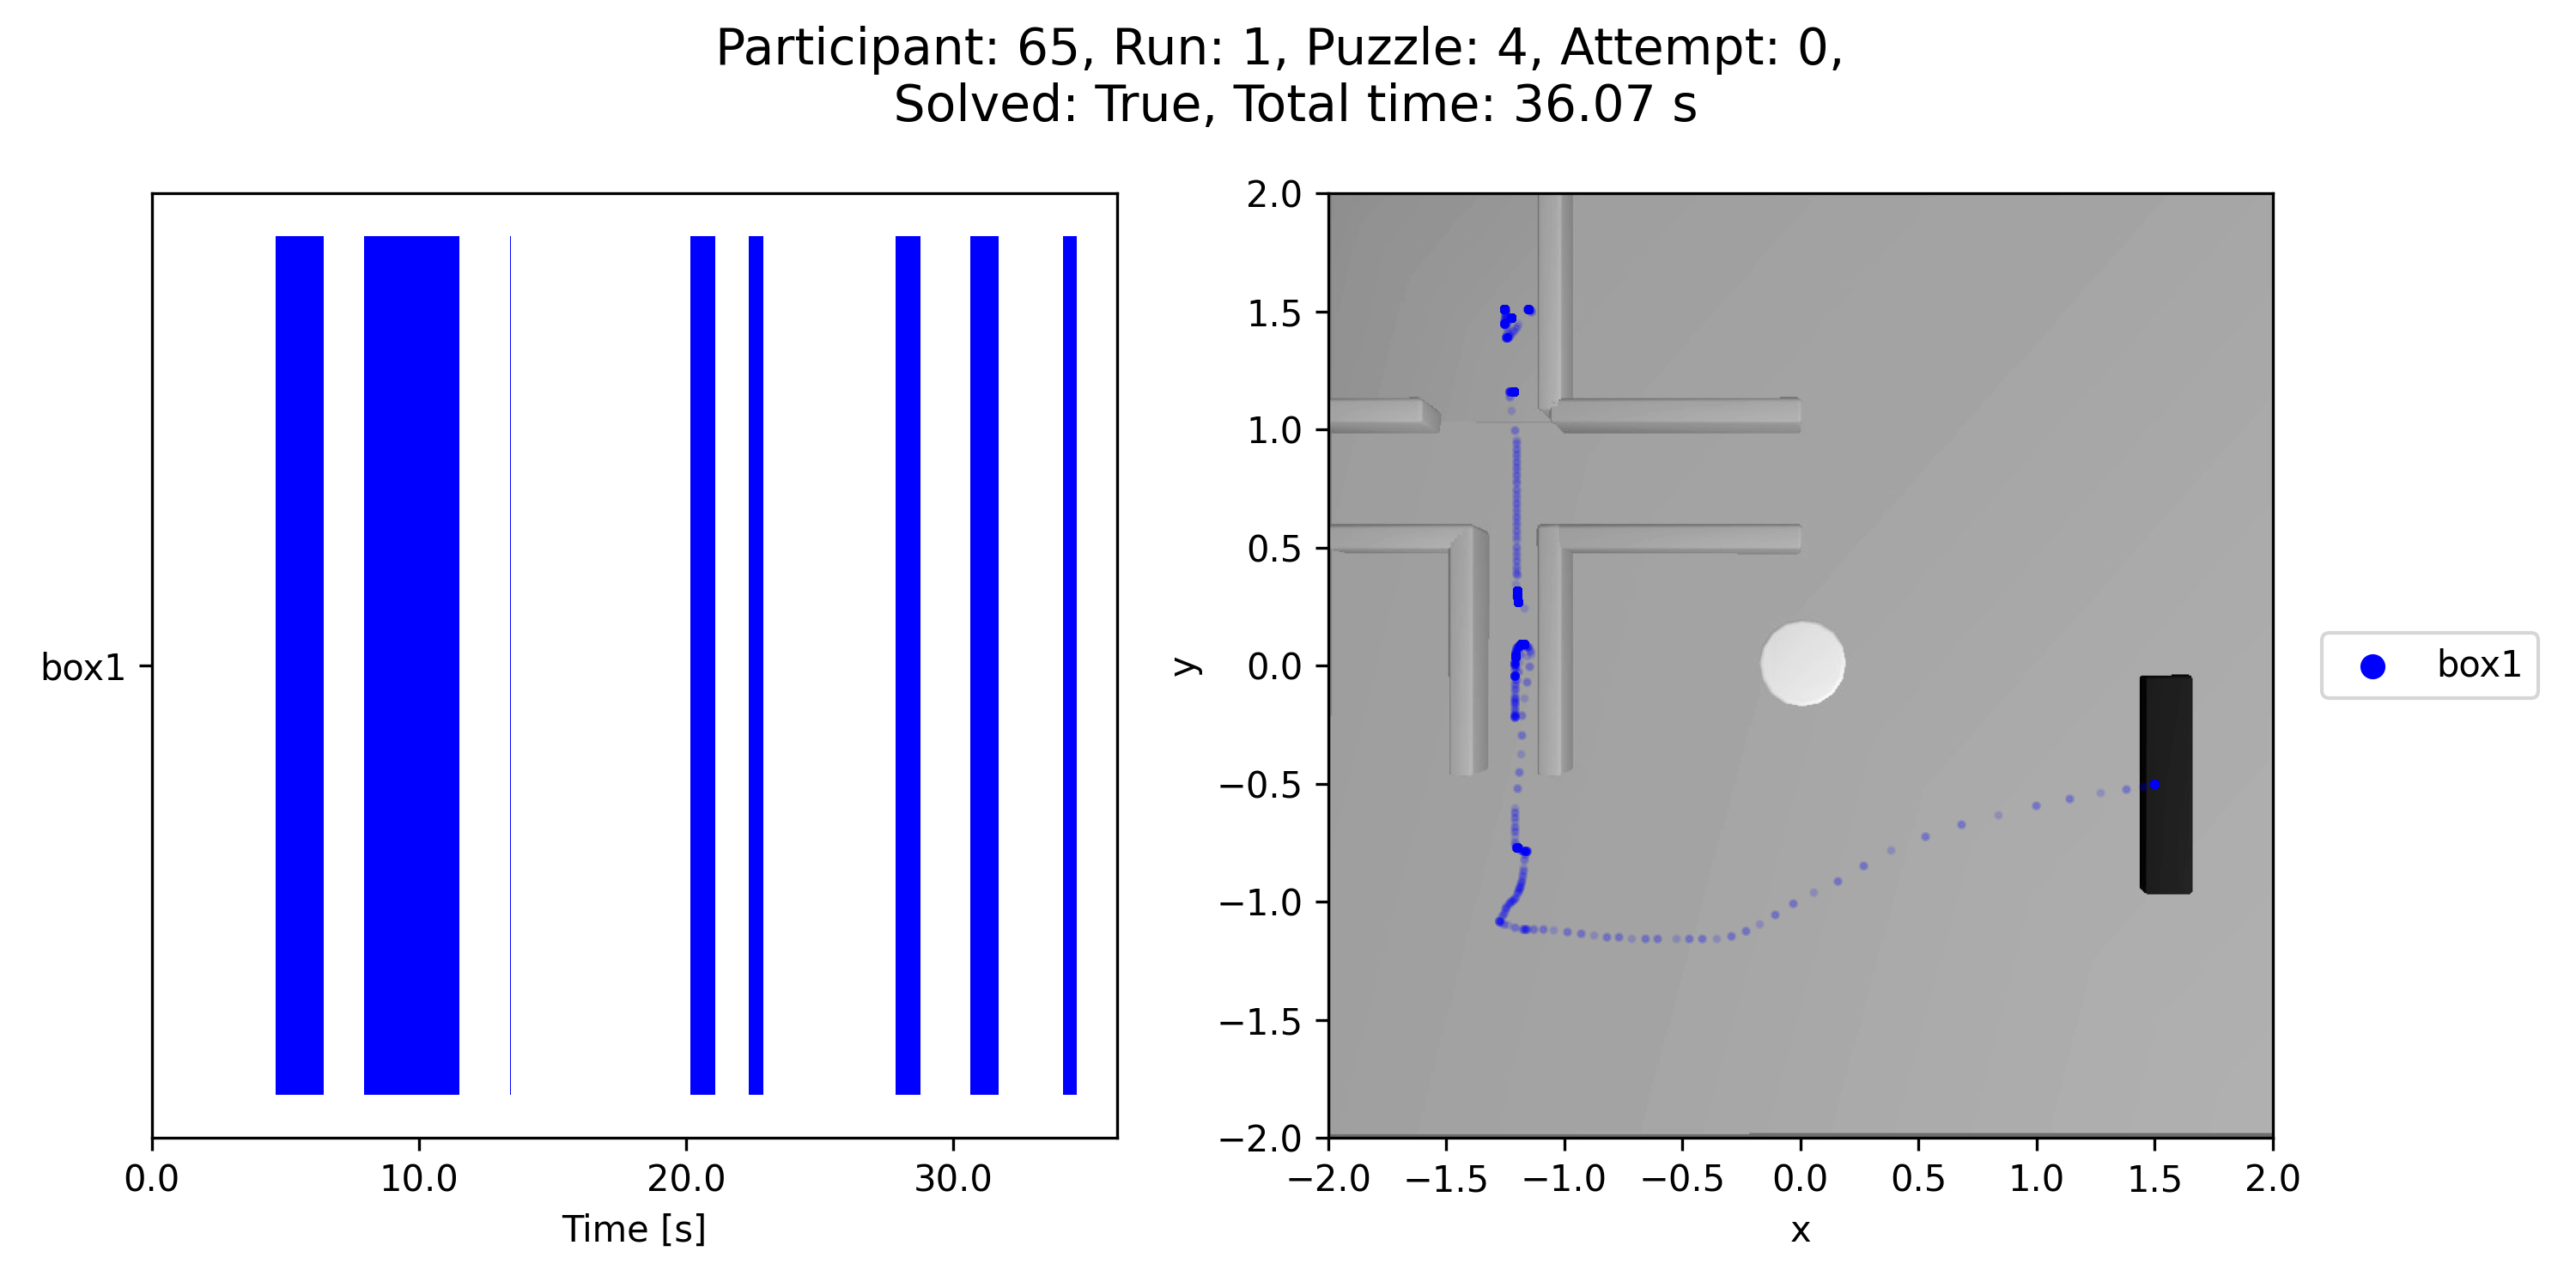 Participant: 65, Run: 1, Puzzle: 4, Attempt: 0,
Solved: True, Total time: 36.07 s
box1
0.0 10.0 20.0 30.0
Time [s]
2.0
1.5
1.0
0.5
0.0
−0.5
−1.0
−1.5
−2.0
y
−2.0 −1.5 −1.0 −0.5 0.0 0.5 1.0 1.5 2.0
x
box1